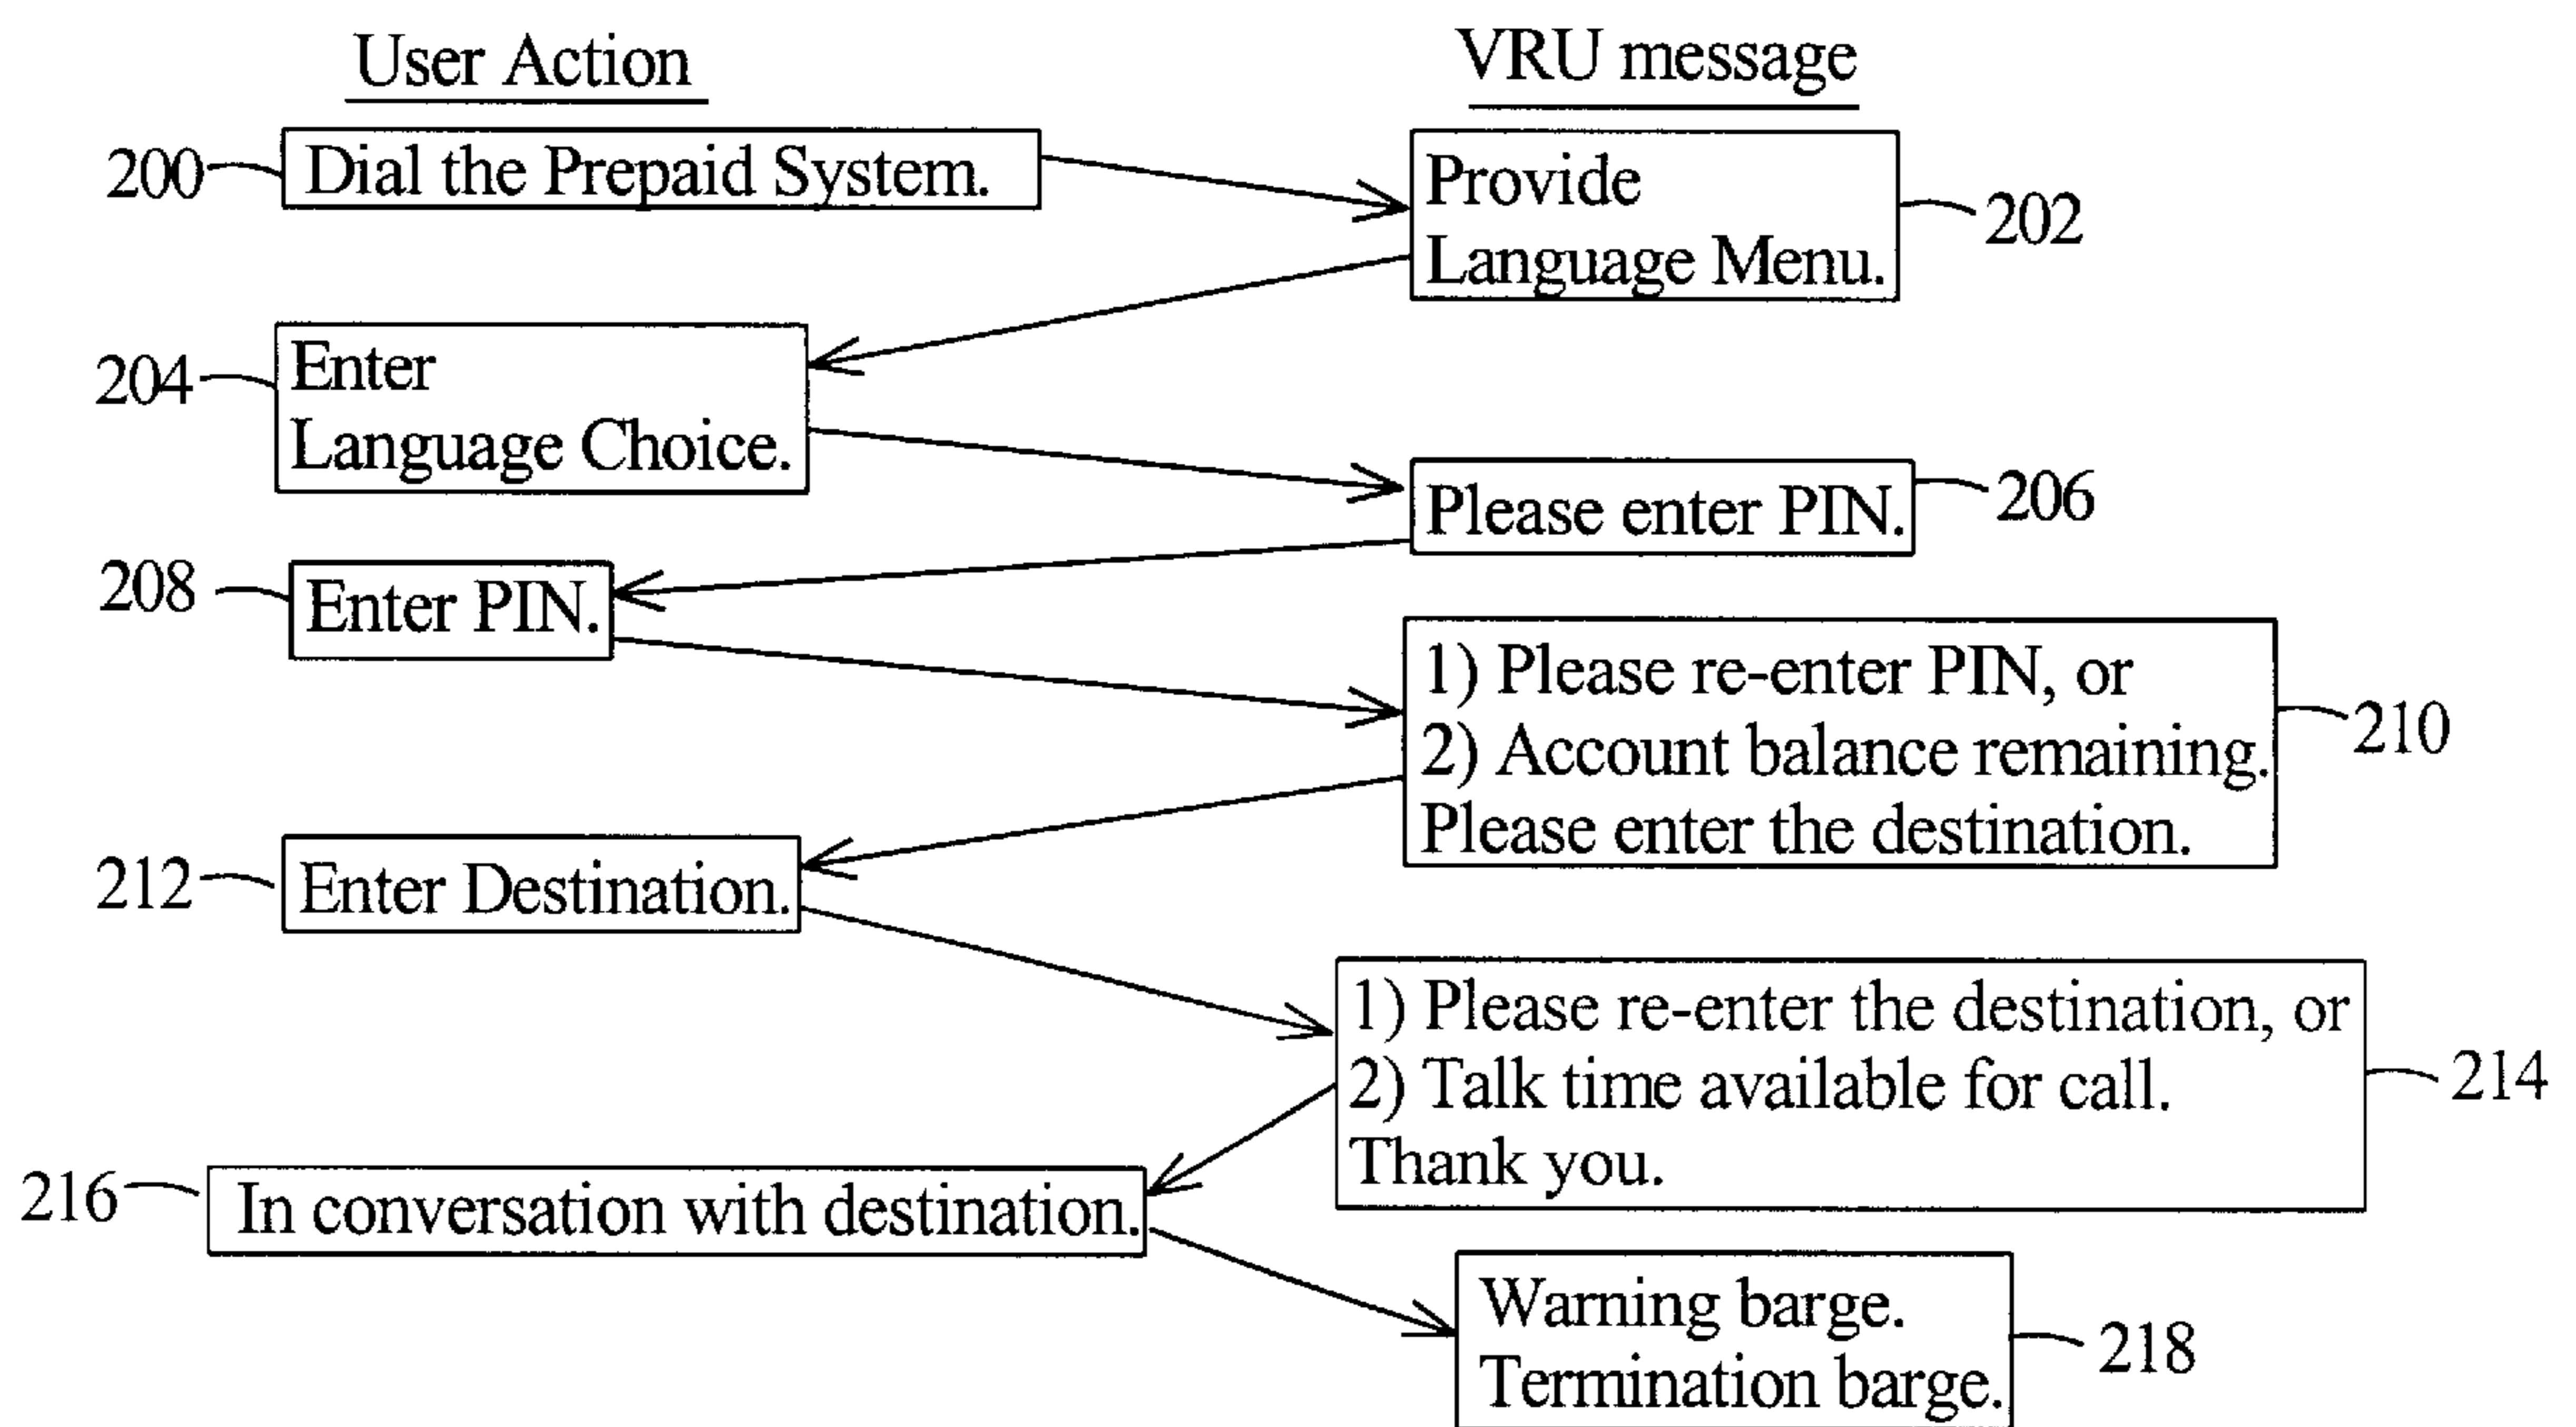 User Action
VRU message
200
Dial the Prepaid System.
Provide
Language Menu.
202
204
Enter
Language Choice.
Please enter PIN.
206
208
Enter PIN.
1) Please re-enter PIN, or
2) Account balance remaining.
Please enter the destination.
210
212
Enter Destination.
1) Please re-enter the destination, or
2) Talk time available for call.
Thank you.
214
216
In conversation with destination.
Warning barge.
Termination barge.
218